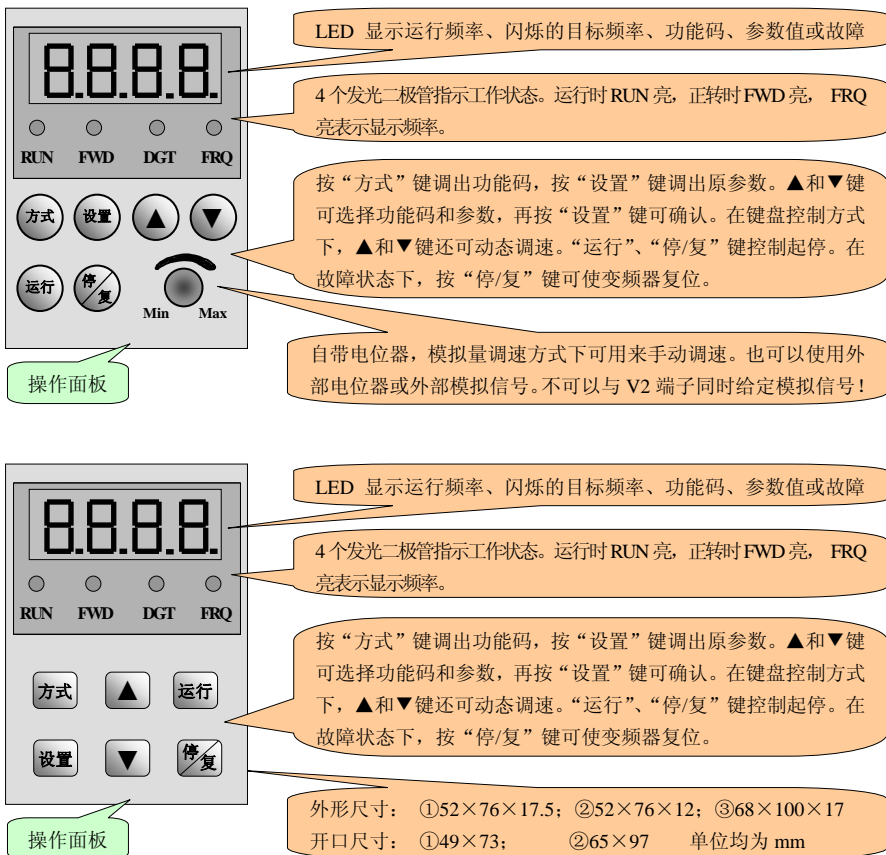 LED 显示运行频率、闪烁的目标频率、功能码、参数值或故障
8.8.8.8.
4 个发光二极管指示工作状态。运行时 RUN 亮，正转时 FWD 亮， FRQ
亮表示显示频率。
RUN FWD DGT FRQ
按“方式”键调出功能码，按“设置”键调出原参数。▲和▼键
可选择功能码和参数，再按“设置”键可确认。在键盘控制方式
下，▲和▼键还可动态调速。“运行”、“停/复”键控制起停。在
故障状态下，按“停/复”键可使变频器复位。
方式 设置 ▲ ▼
运行 停/复
Min Max
自带电位器，模拟量调速方式下可用来手动调速。也可以使用外
部电位器或外部模拟信号。不可以与 V2 端子同时给定模拟信号！
操作面板
LED 显示运行频率、闪烁的目标频率、功能码、参数值或故障
8.8.8.8.
4 个发光二极管指示工作状态。运行时 RUN 亮，正转时 FWD 亮， FRQ
亮表示显示频率。
RUN FWD DGT FRQ
按“方式”键调出功能码，按“设置”键调出原参数。▲和▼键
可选择功能码和参数，再按“设置”键可确认。在键盘控制方式
下，▲和▼键还可动态调速。“运行”、“停/复”键控制起停。在
故障状态下，按“停/复”键可使变频器复位。
方式 ▲ 运行
设置 ▼ 停/复
外形尺寸： ①52×76×17.5；②52×76×12；③68×100×17
开口尺寸： ①49×73； ②65×97 单位均为 mm
操作面板